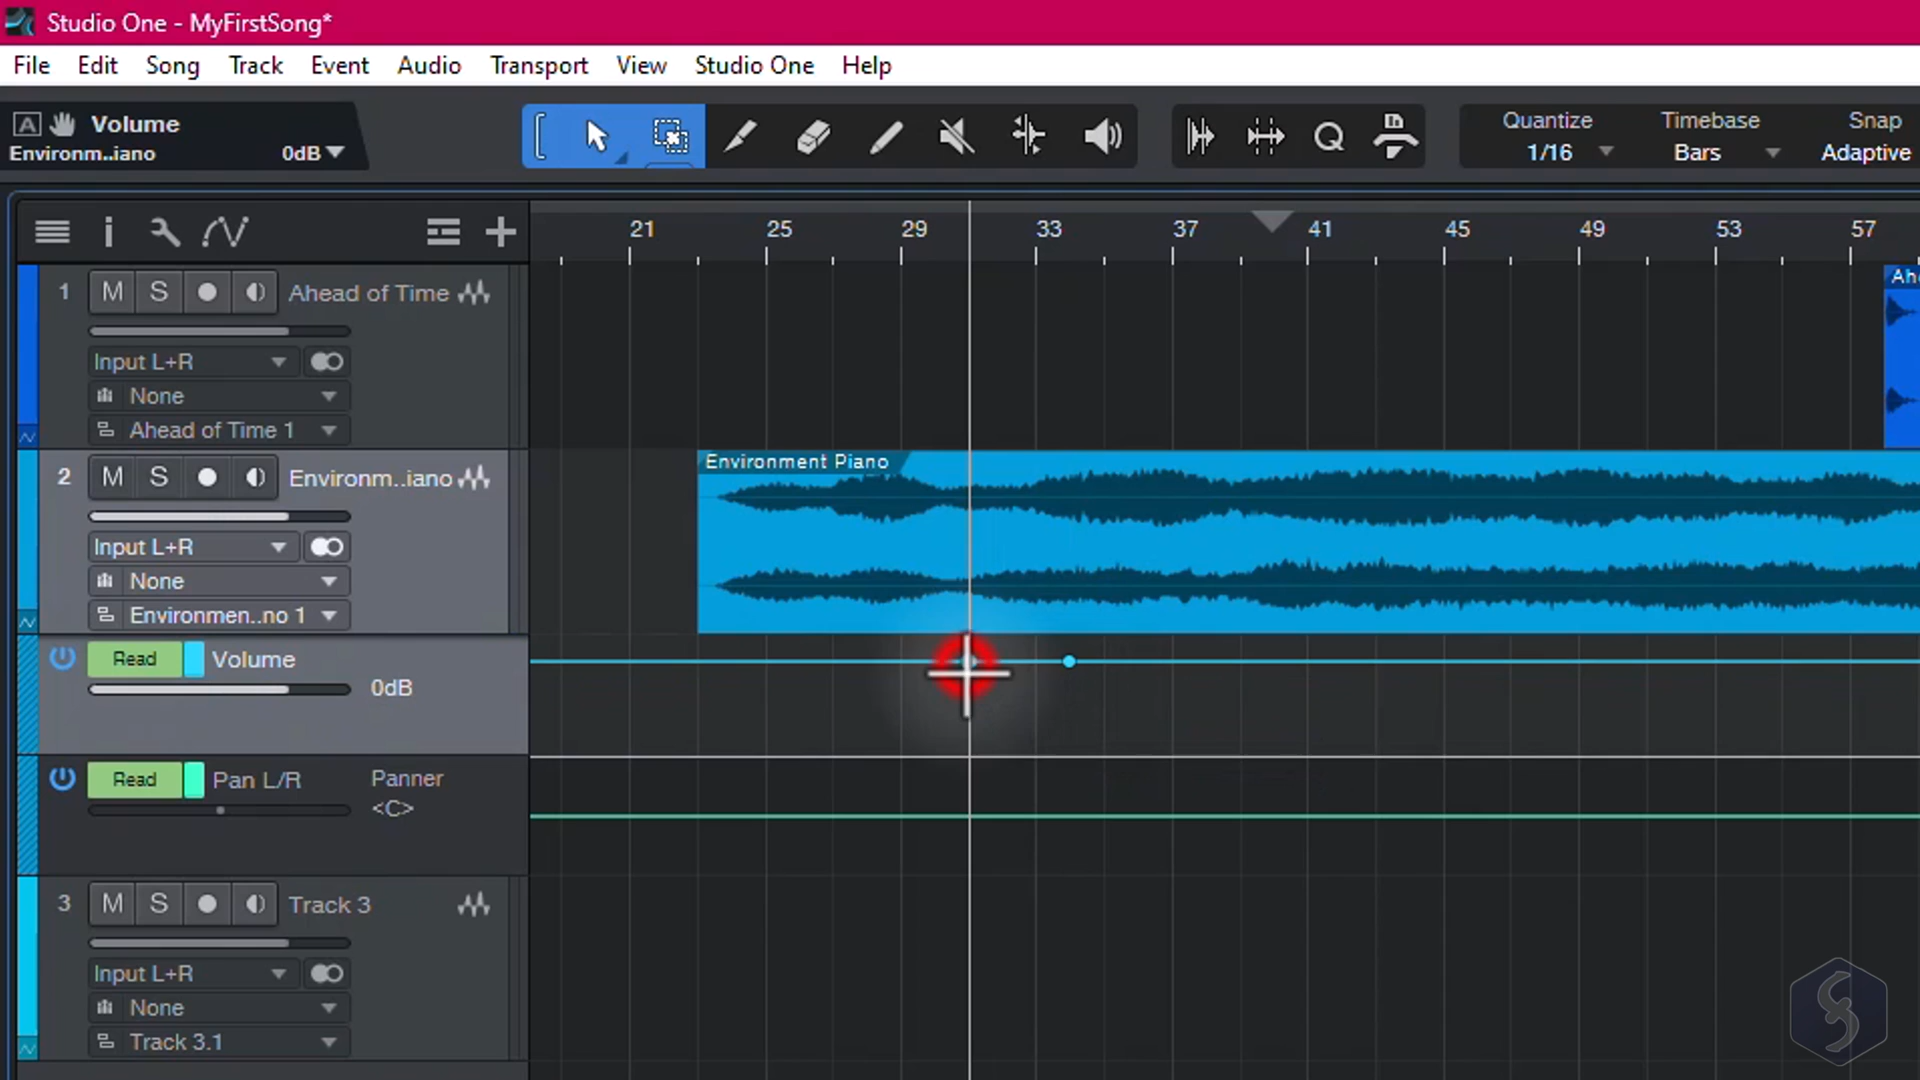 Studio One - MyFirstSong*
File Edit Song Track Event Audio Transport View Studio One Help
A Volume
Environm..iano 0dB
Quantize Timebase Snap
1/16 Bars Adaptive
Q
21 25 29 33 37 41 45 49 53 57
1 M S Ahead of Time
Input L+R
None
Ahead of Time 1
Ah
2 M S Environm..iano
Input L+R
None
Environmen..no 1
Environment Piano
Read Volume
0dB
Read Pan L/R Panner
<C>
3 M S Track 3
Input L+R
None
Track 3.1